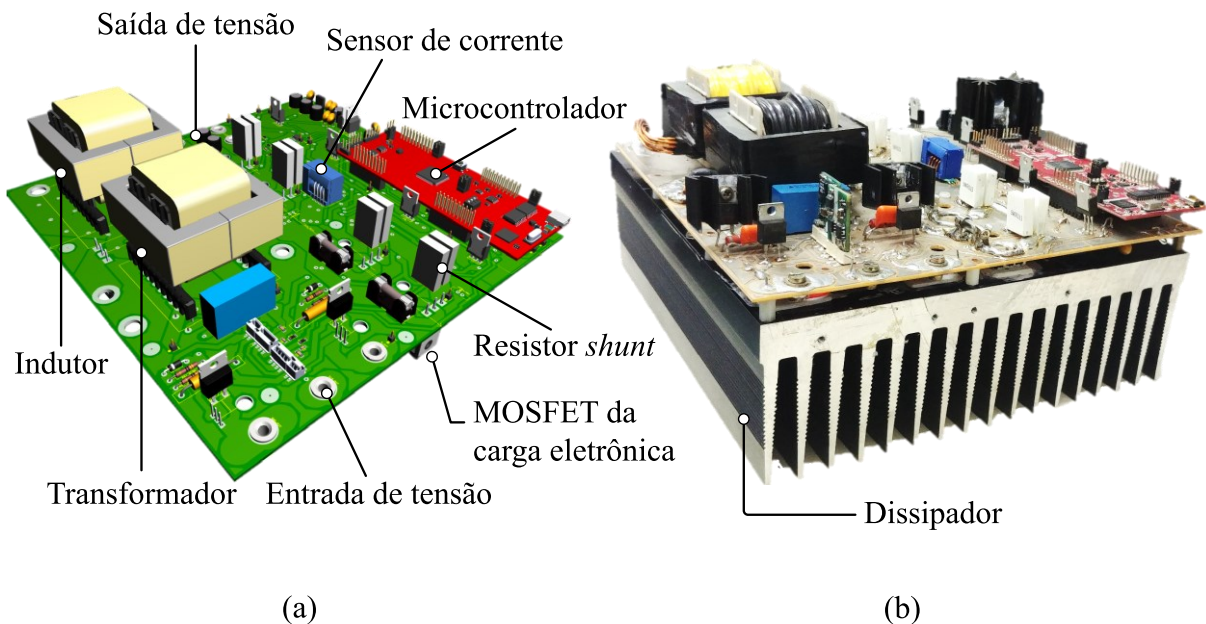 Saída de tensão
Sensor de corrente
Microcontrolador
Indutor
Resistor shunt
MOSFET da
carga eletrônica
Transformador
Entrada de tensão
Dissipador
(a)
(b)